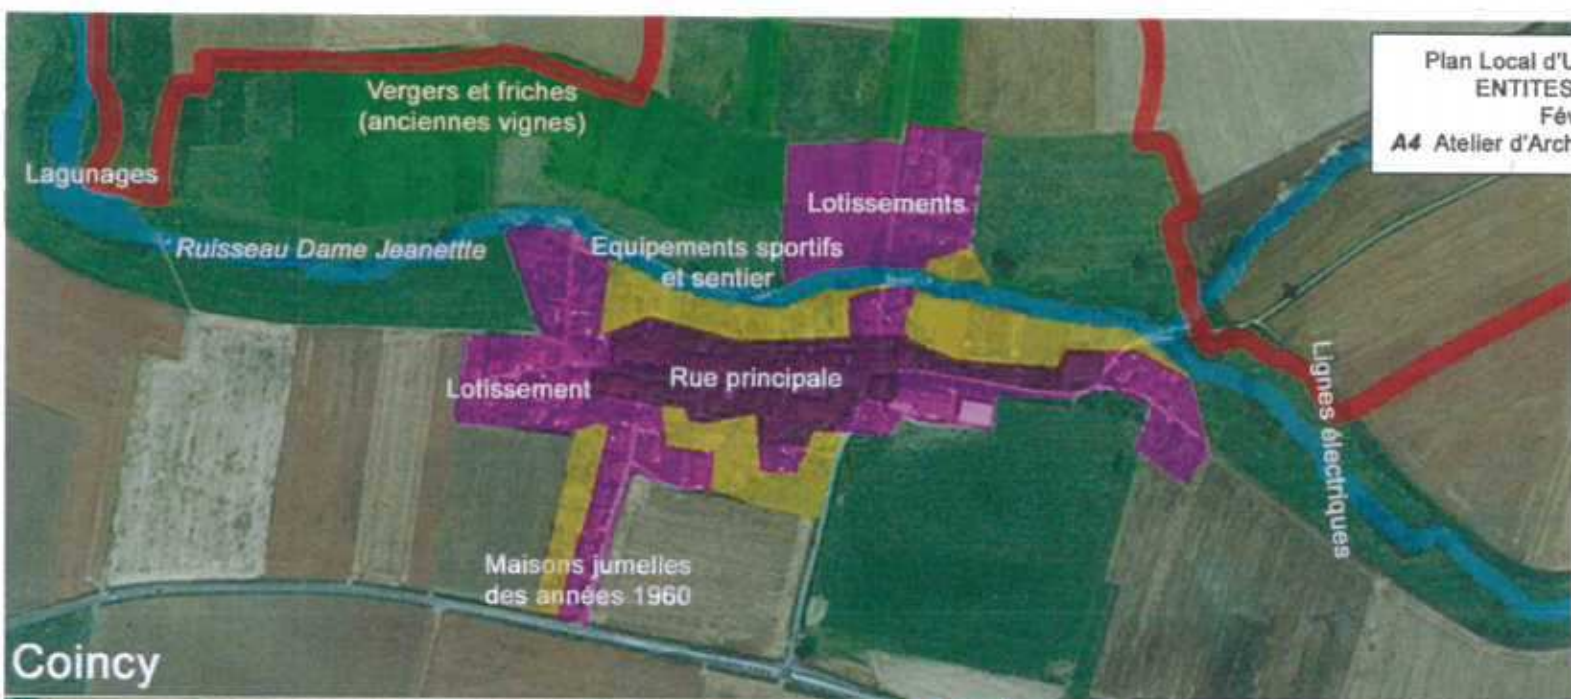 Plan Local d'U
ENTITES
Fév
A4 Atelier d'Arch
Vergers et friches
(anciennes vignes)
Lagunages
Lotissements
Ruisseau Dame Jeanettte
Equipements sportifs
et sentier
Lotissement
Rue principale
Lignes électriques
Maisons jumelles
des années 1960
Coincy